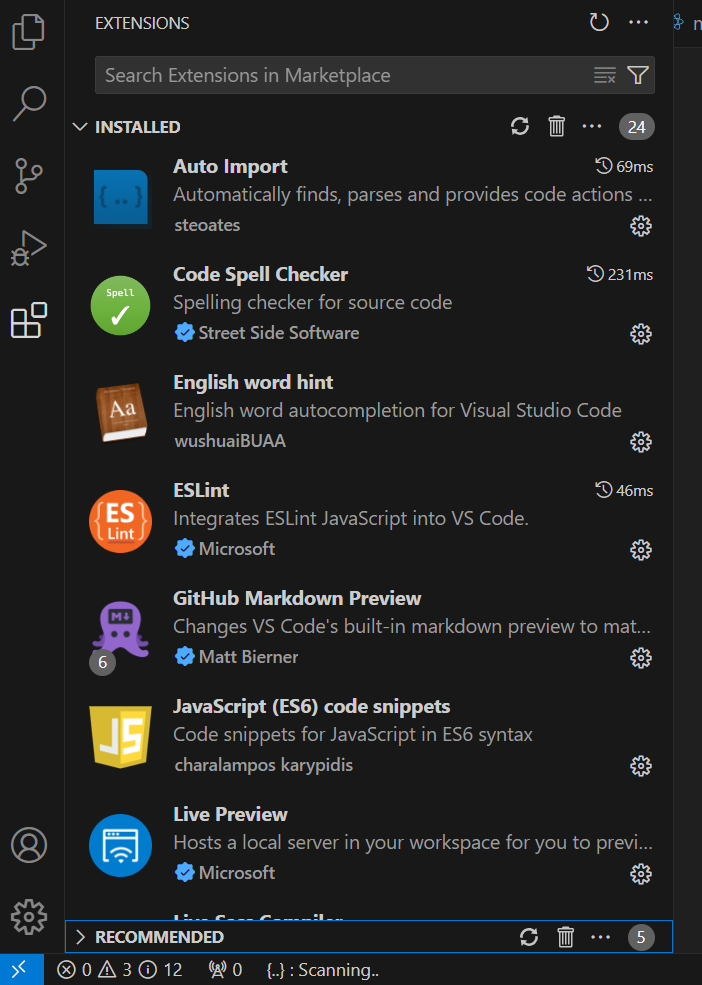 EXTENSIONS
Search Extensions in Marketplace
INSTALLED 24
Auto Import 69ms
Automatically finds, parses and provides code actions ...
{..}
steoates
Code Spell Checker 231ms
Spell
Spelling checker for source code
Street Side Software
English word hint
Aa
English word autocompletion for Visual Studio Code
wushuaiBUAA
ESLint 46ms
{ES
Lint}
Integrates ESLint JavaScript into VS Code.
Microsoft
GitHub Markdown Preview
M
Changes VS Code's built-in markdown preview to mat...
6
Matt Bierner
JavaScript (ES6) code snippets
JS
Code snippets for JavaScript in ES6 syntax
charalampos karypidis
Live Preview
Hosts a local server in your workspace for you to previ...
Microsoft
Live Sass Compiler
RECOMMENDED 5
0 3 12 0 {..} : Scanning..